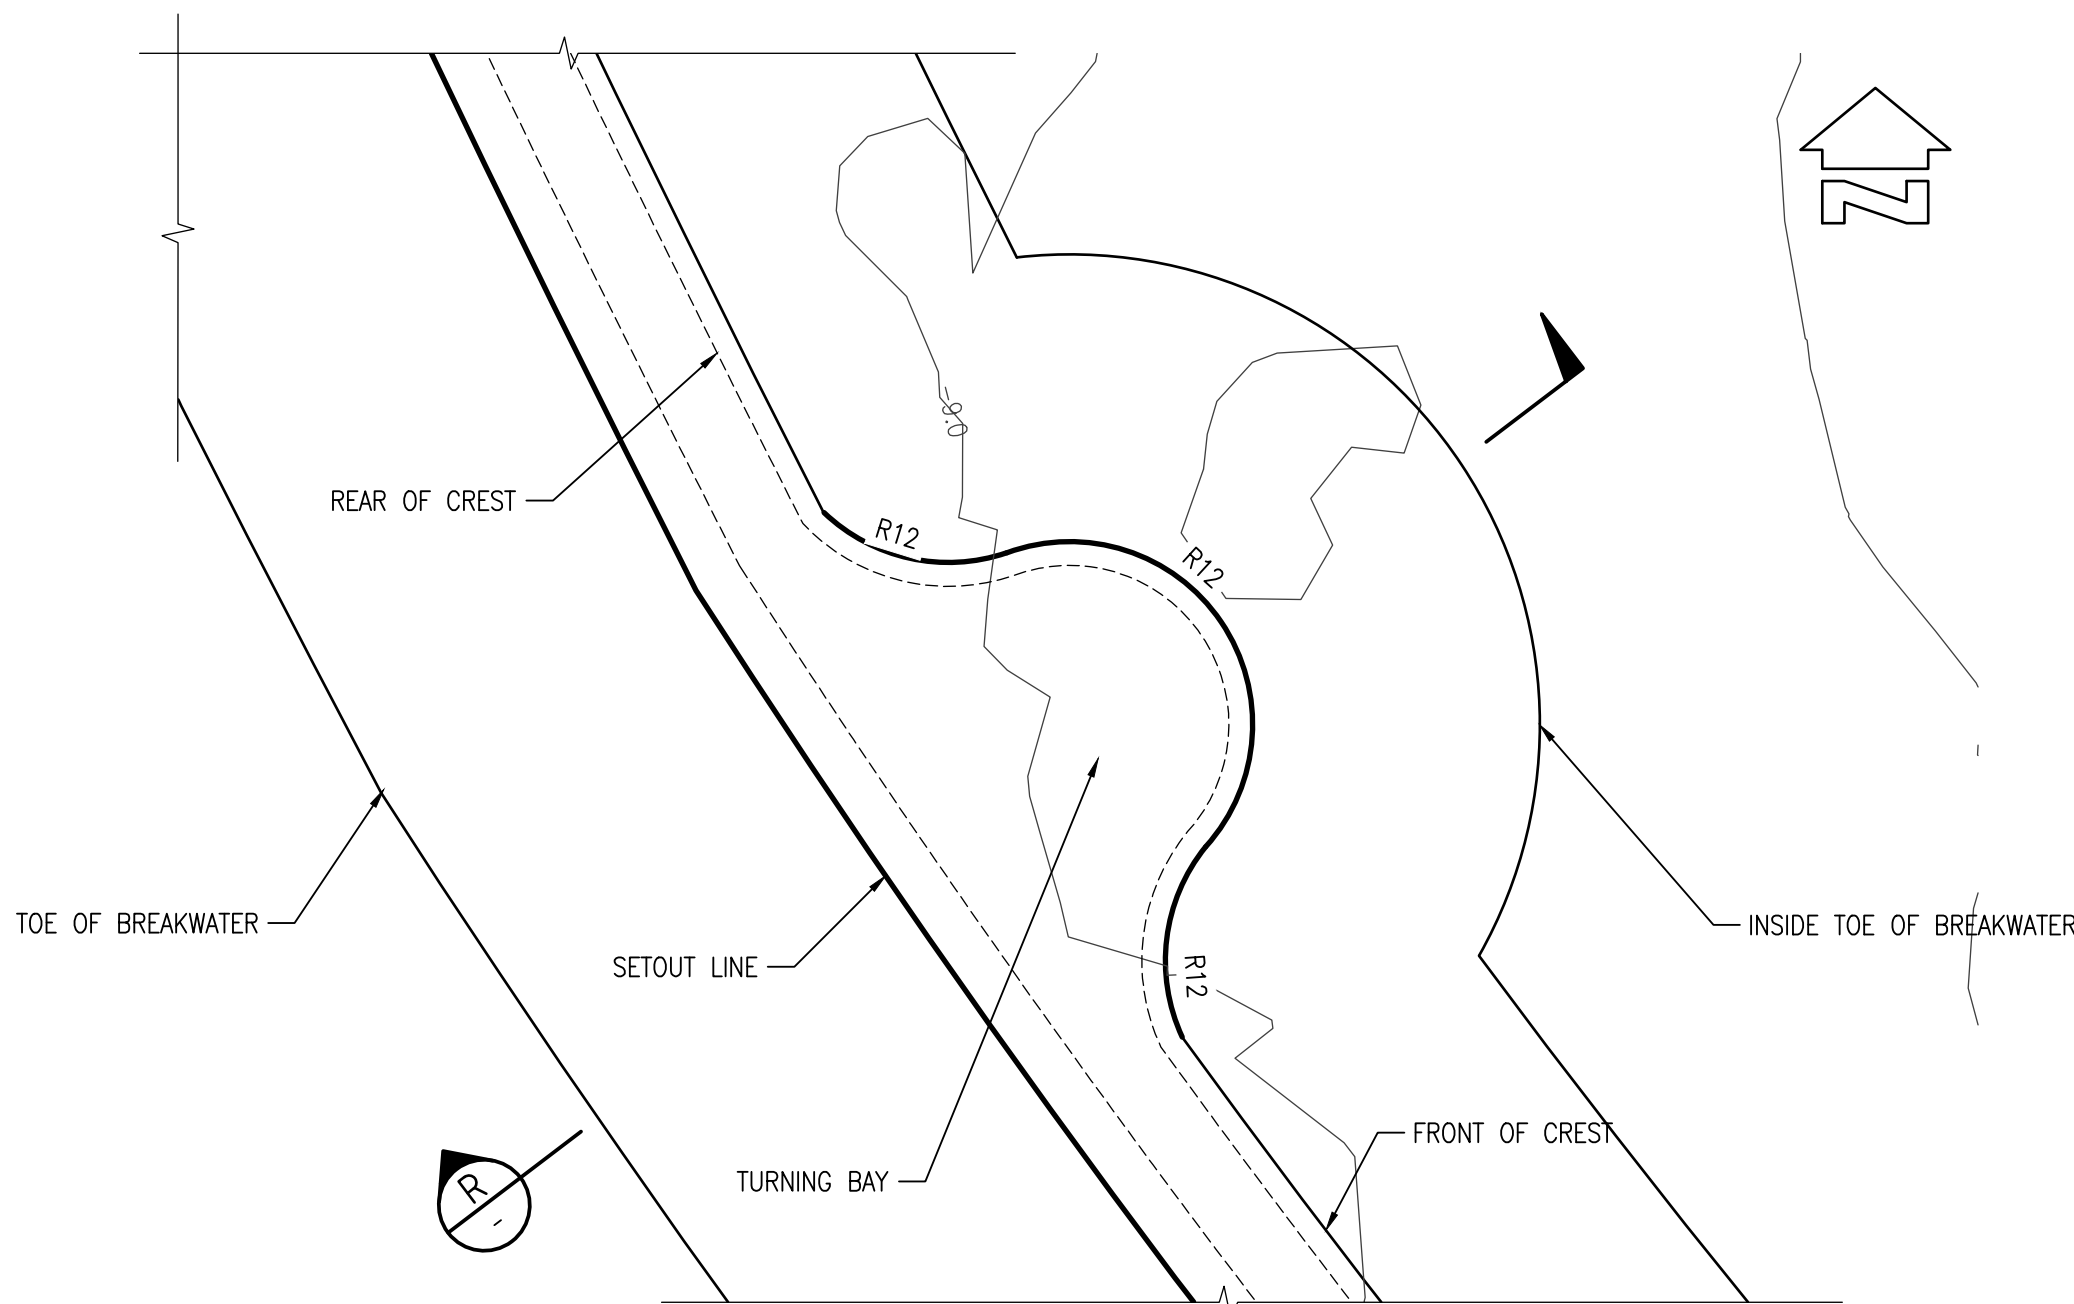 N
-9.0
REAR OF CREST
R12
R12
TOE OF BREAKWATER
INSIDE TOE OF BREAKWATER
SETOUT LINE
R12
FRONT OF CREST
TURNING BAY
R
-